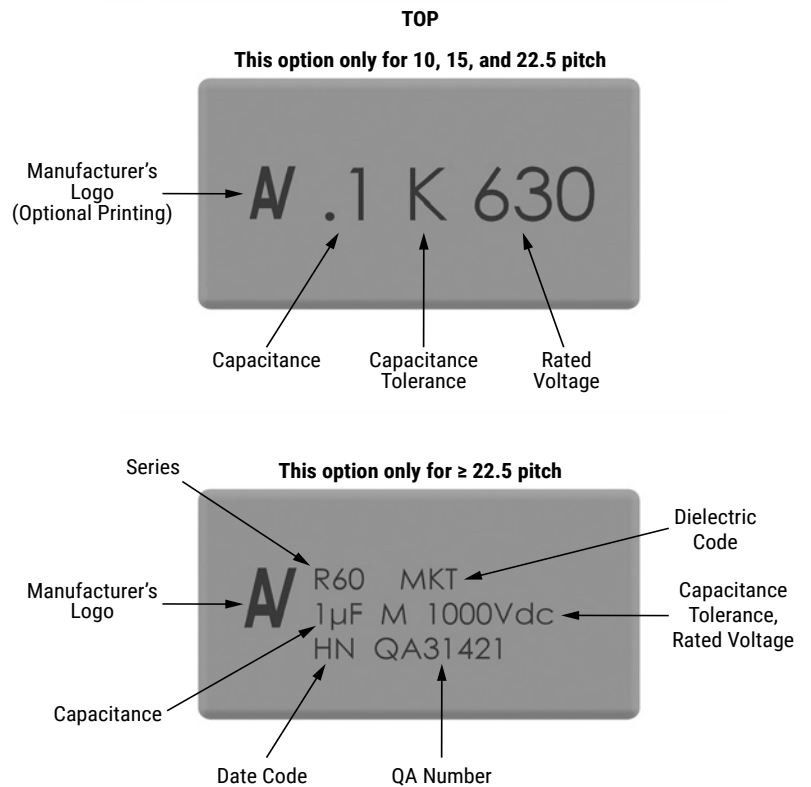 TOP
This option only for 10, 15, and 22.5 pitch
Manufacturer's
Logo
(Optional Printing)
.1 K 630
Capacitance
Capacitance
Tolerance
Rated
Voltage
Series
This option only for ≥ 22.5 pitch
Dielectric
Code
R60 MKT
Manufacturer's
Logo
1µF M 1000Vdc
Capacitance
Tolerance,
Rated Voltage
HN QA31421
Capacitance
Date Code
QA Number